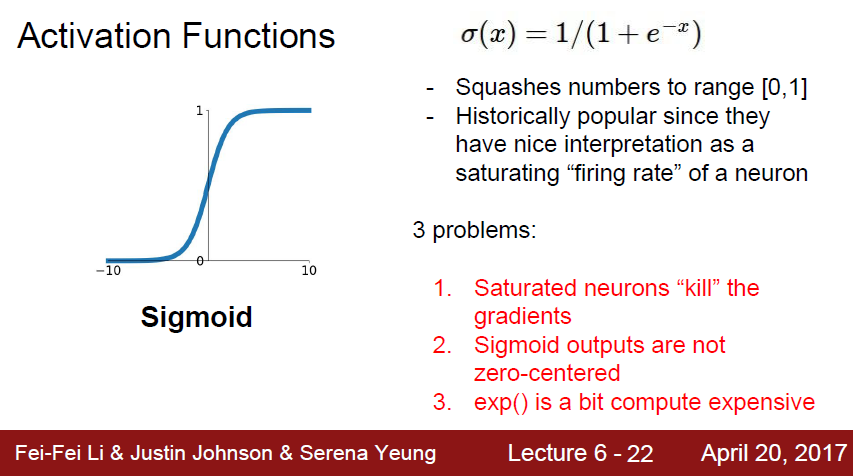 Activation Functions
σ(x) = 1/(1 + e^{-x})
- Squashes numbers to range [0,1]
- Historically popular since they
have nice interpretation as a
saturating “firing rate” of a neuron
1
0
−10
10
Sigmoid
3 problems:
1. Saturated neurons “kill” the
gradients
2. Sigmoid outputs are not
zero-centered
3. exp() is a bit compute expensive
Fei-Fei Li & Justin Johnson & Serena Yeung
Lecture 6 - 22
April 20, 2017